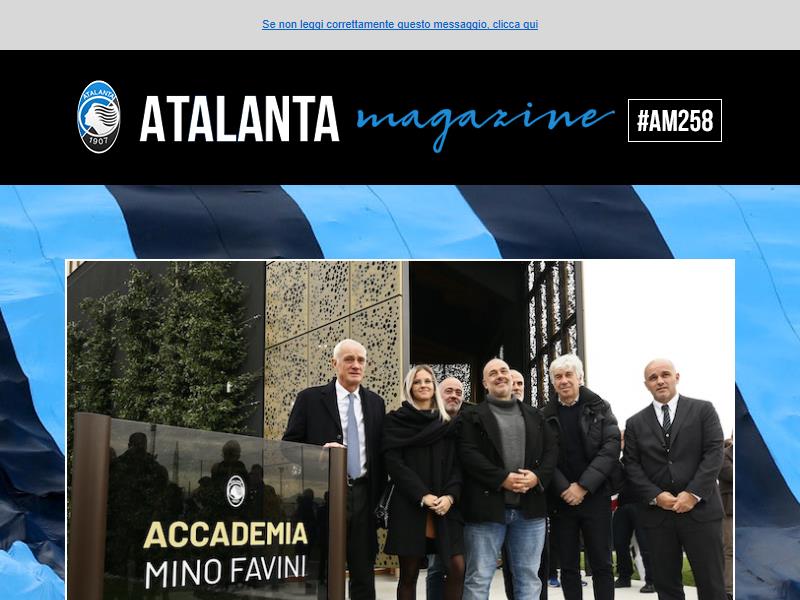 Se non leggi correttamente questo messaggio, clicca qui
ATALANTA
1907
ATALANTA magazine #AM258
ACCADEMIA
MINO FAVINI